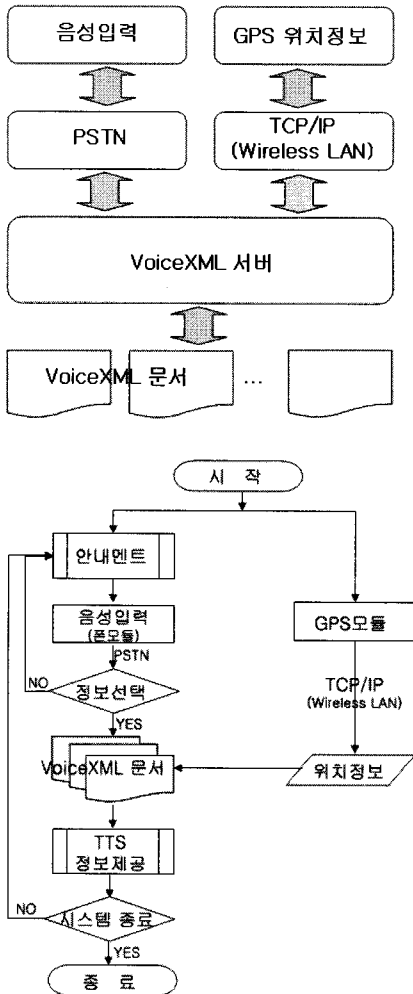 음성입력
GPS 위치정보
PSTN
TCP/IP
(Wireless LAN)
VoiceXML 서버
VoiceXML 문서
...
시 작
안내멘트
음성입력
(폰모듈)
GPS모듈
PSTN
NO
정보선택
TCP/IP
(Wireless LAN)
YES
VoiceXML 문서
위치정보
TTS
정보제공
NO
시스템 종료
YES
종 료